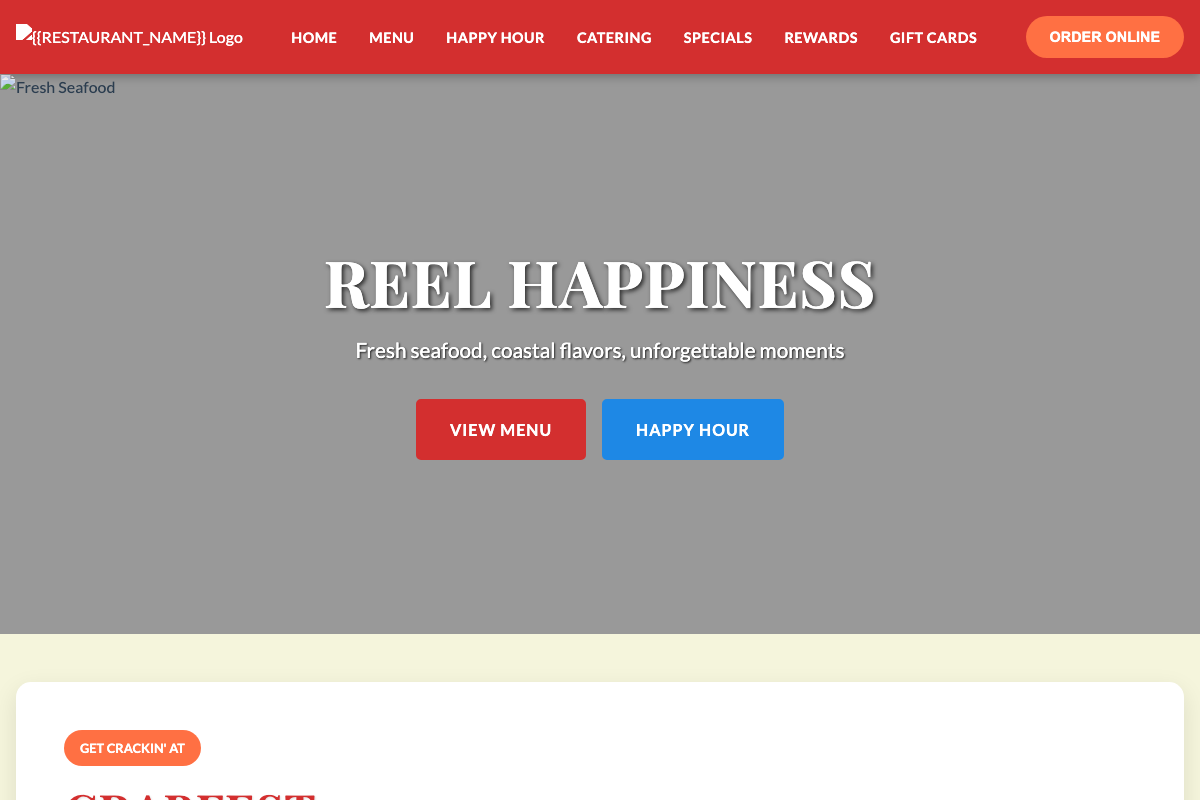 {{RESTAURANT_NAME}} Logo
HOME
MENU
HAPPY HOUR
CATERING
SPECIALS
REWARDS
GIFT CARDS
ORDER ONLINE
Fresh Seafood
REEL HAPPINESS
Fresh seafood, coastal flavors, unforgettable moments
VIEW MENU
HAPPY HOUR
GET CRACKIN' AT
CRABFEST